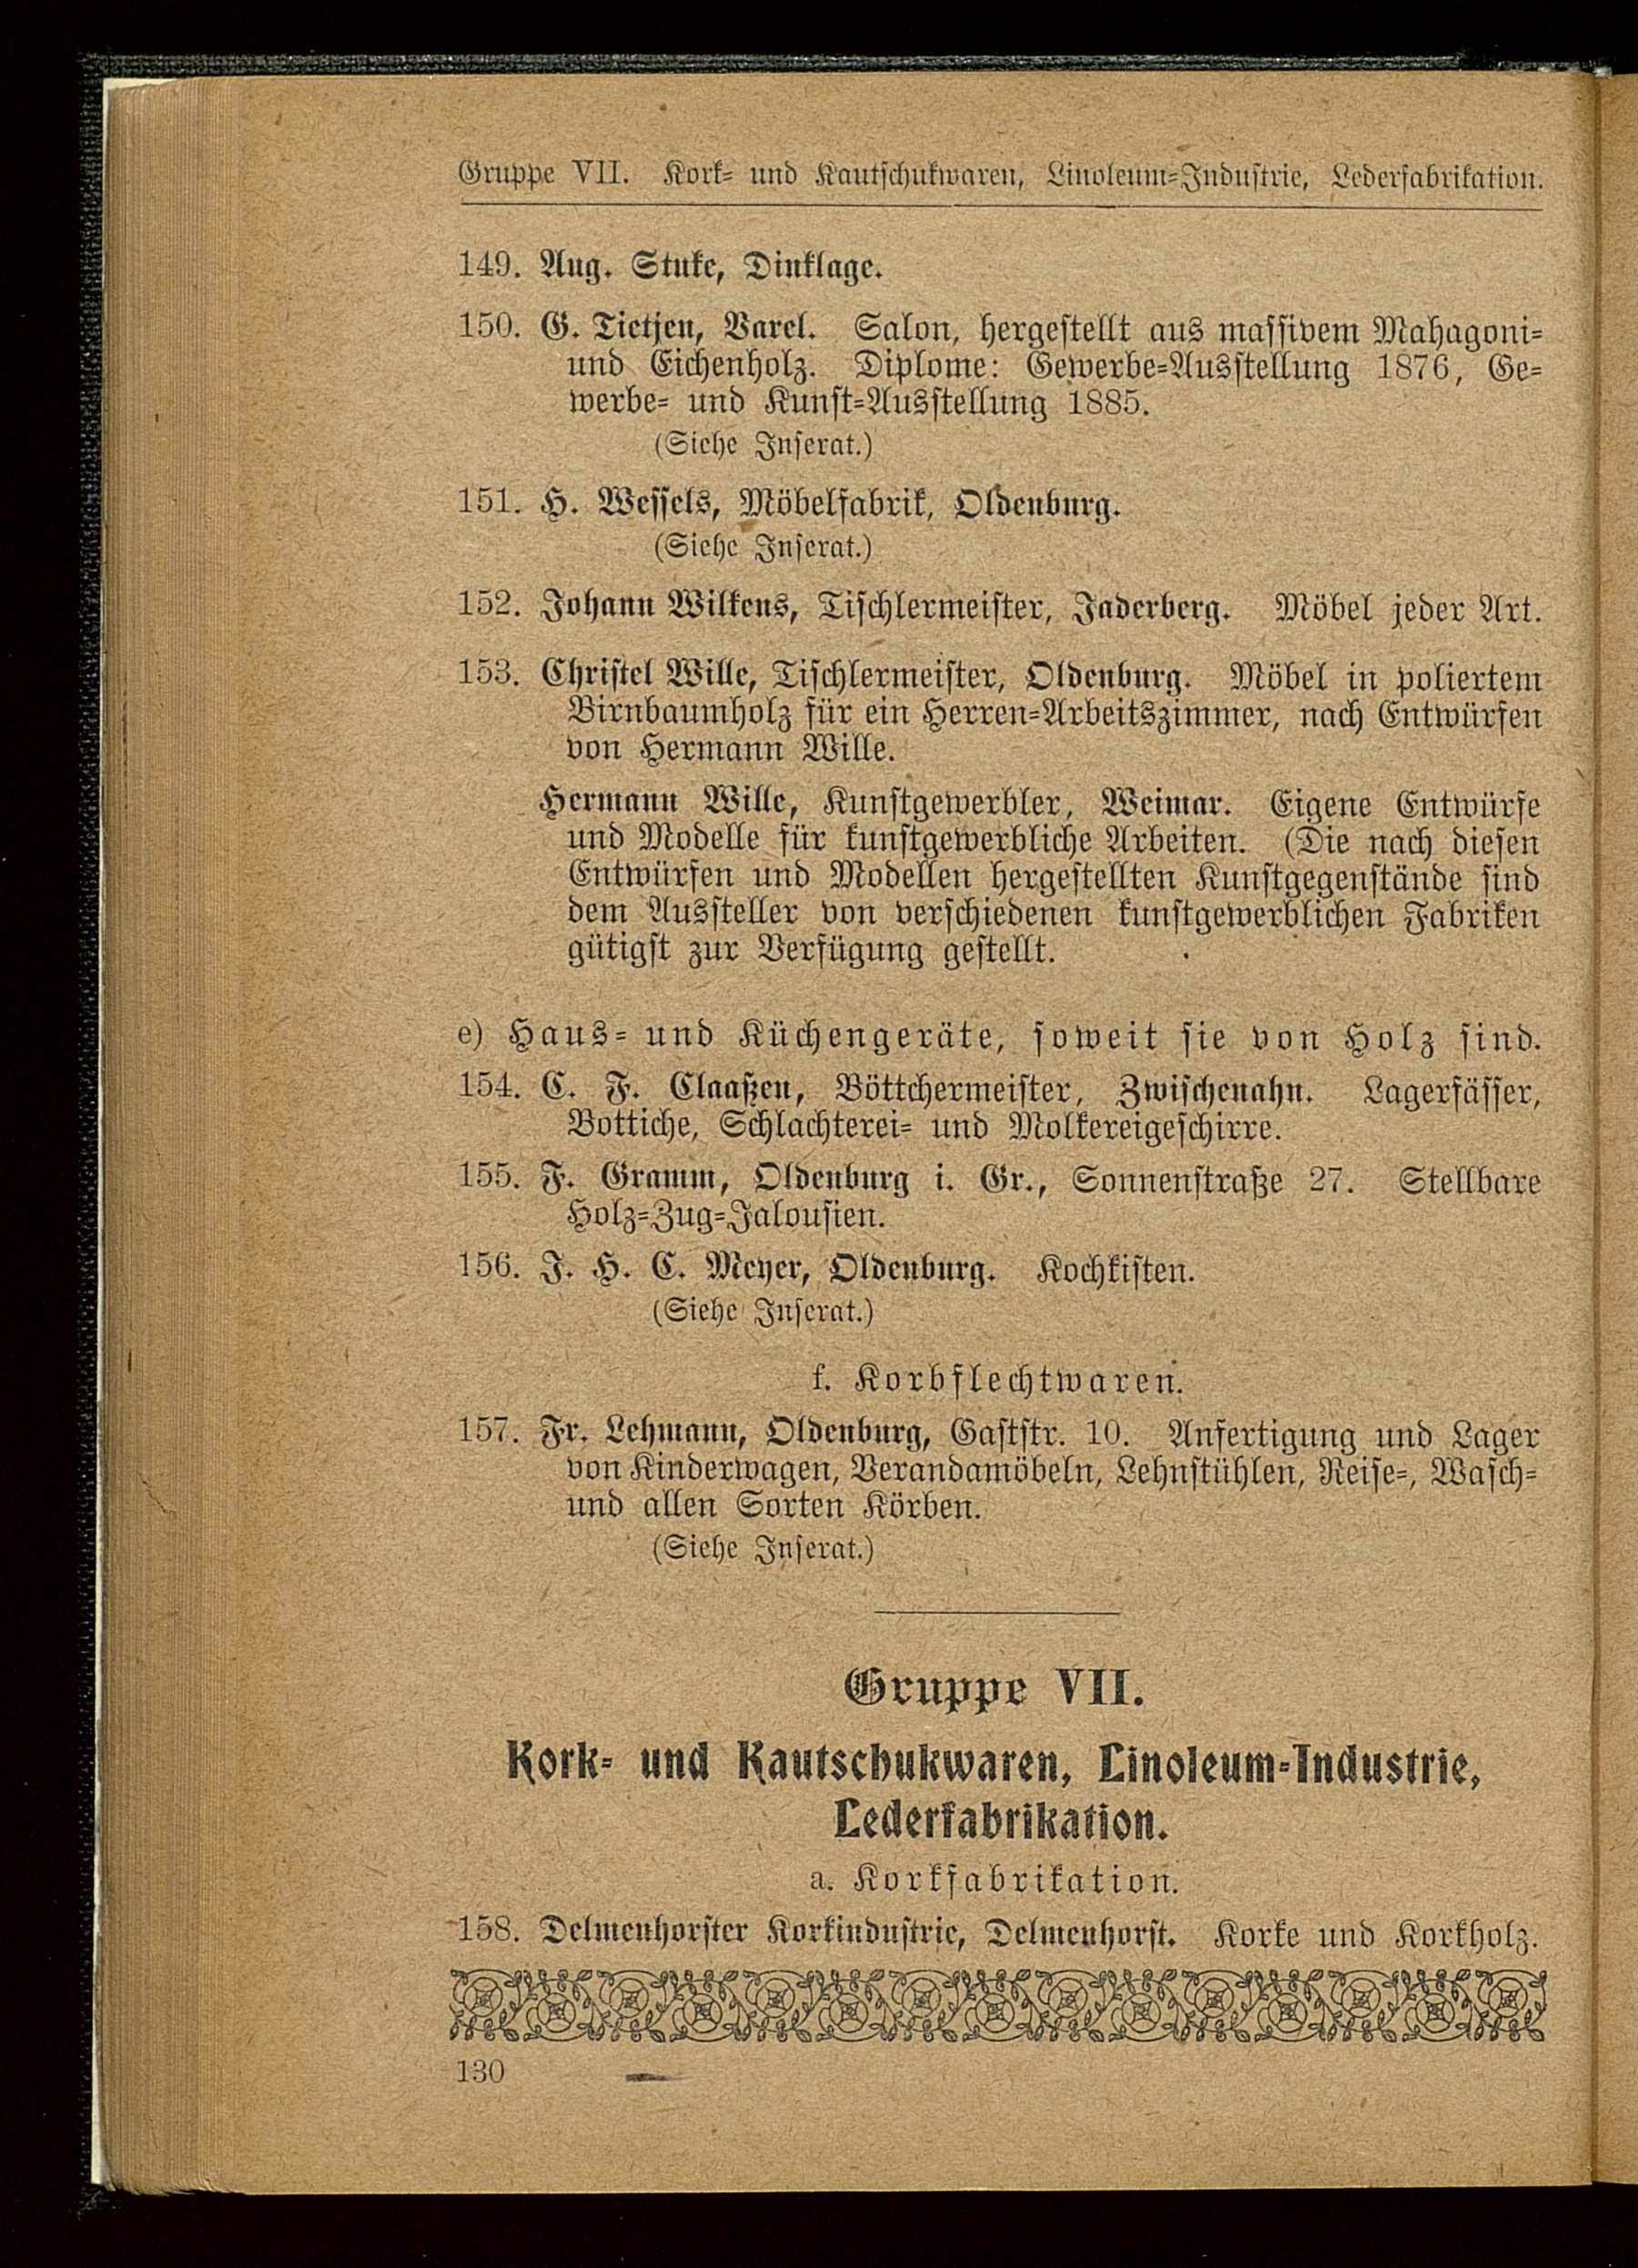 Gruppe VII. Kork- und Kautschukwaren, Linoleum-Industrie, Lederfabrikation.
149. Aug. Stuke, Dinklage.
150. G. Tietjen, Varel. Salon, hergestellt aus massivem Mahagoni-
und Eichenholz. Diplome: Gewerbe-Ausstellung 1876, Ge-
werbe- und Kunst-Ausstellung 1885.
(Siehe Inserat.)
151. H. Wessels, Möbelfabrik, Oldenburg.
(Siehe Inserat.)
152. Johann Wilkens, Tischlermeister, Jaderberg. Möbel jeder Art.
153. Christel Wille, Tischlermeister, Oldenburg. Möbel in poliertem
Birnbaumholz für ein Herren-Arbeitszimmer, nach Entwürfen
von Hermann Wille.
Hermann Wille, Kunstgewerbler, Weimar. Eigene Entwürfe
und Modelle für kunstgewerbliche Arbeiten. (Die nach diesen
Entwürfen und Modellen hergestellten Kunstgegenstände sind
dem Aussteller von verschiedenen kunstgewerblichen Fabriken
gütigst zur Verfügung gestellt.
e) Haus- und Küchengeräte, soweit sie von Holz sind.
154. C. F. Claaßen, Böttchermeister, Zwischenahn. Lagerfässer,
Bottiche, Schlachterei- und Molkereigeschirre.
155. F. Gramm, Oldenburg i. Gr., Sonnenstraße 27. Stellbare
Holz-Zug-Jalousien.
156. J. H. C. Meyer, Oldenburg. Kochkisten.
(Siehe Inserat.)
f. Korbflechtwaren.
157. Fr. Lehmann, Oldenburg, Gaststr. 10. Anfertigung und Lager
von Kinderwagen, Verandamöbeln, Lehnstühlen, Reise-, Wasch-
und allen Sorten Körben.
(Siehe Inserat.)
Gruppe VII.
Kork- und Kautschukwaren, Linoleum-Industrie,
Lederfabrikation.
a. Korkfabrikation.
158. Delmenhorster Korkindustrie, Delmenhorst. Korke und Korkholz.
130